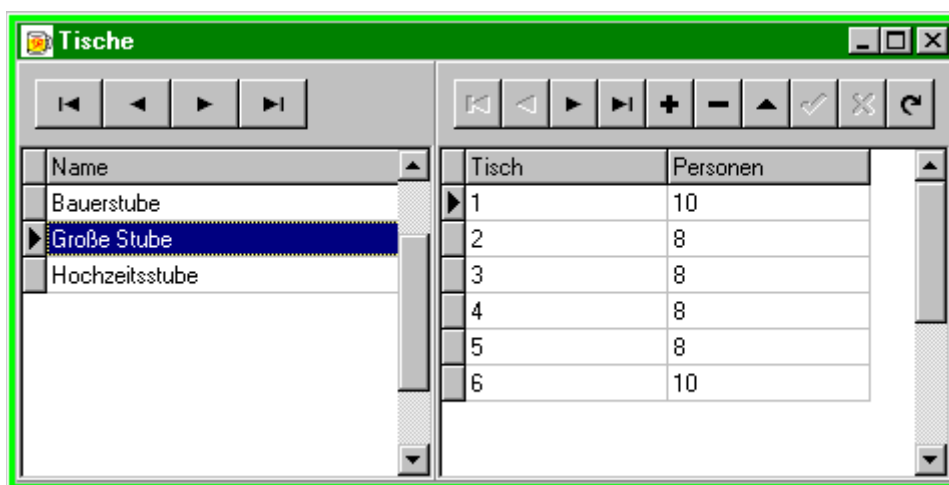 Tische
Name
Bauerstube
Große Stube
Hochzeitsstube
Tisch Personen
1 10
2 8
3 8
4 8
5 8
6 10